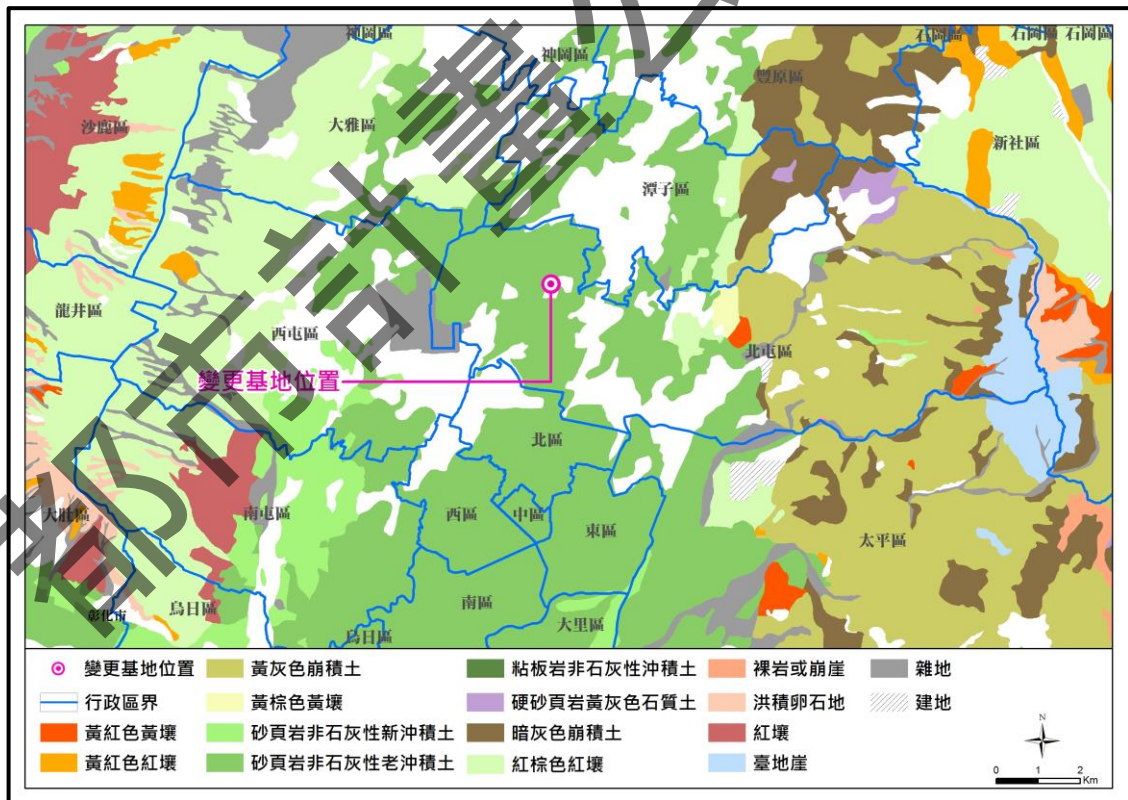 神岡區
神岡區
石岡區
石岡區
石岡區
豐原區
沙鹿區
大雅區
新社區
潭子區
龍井區
西屯區
北屯區
變更基地位置
北區
大肚區
南屯區
西區
中區
東區
太平區
彰化市
烏日區
南區
烏日區
大里區
都市計畫公
變更基地位置
黃灰色崩積土
粘板岩非石灰性沖積土
裸岩或崩崖
雜地
行政區界
黃棕色黃壤
硬砂頁岩黃灰色石質土
洪積卵石地
建地
黃紅色黃壤
砂頁岩非石灰性新沖積土
暗灰色崩積土
紅壤
黃紅色紅壤
砂頁岩非石灰性老沖積土
紅棕色紅壤
臺地崖
N
0 1 2
Km